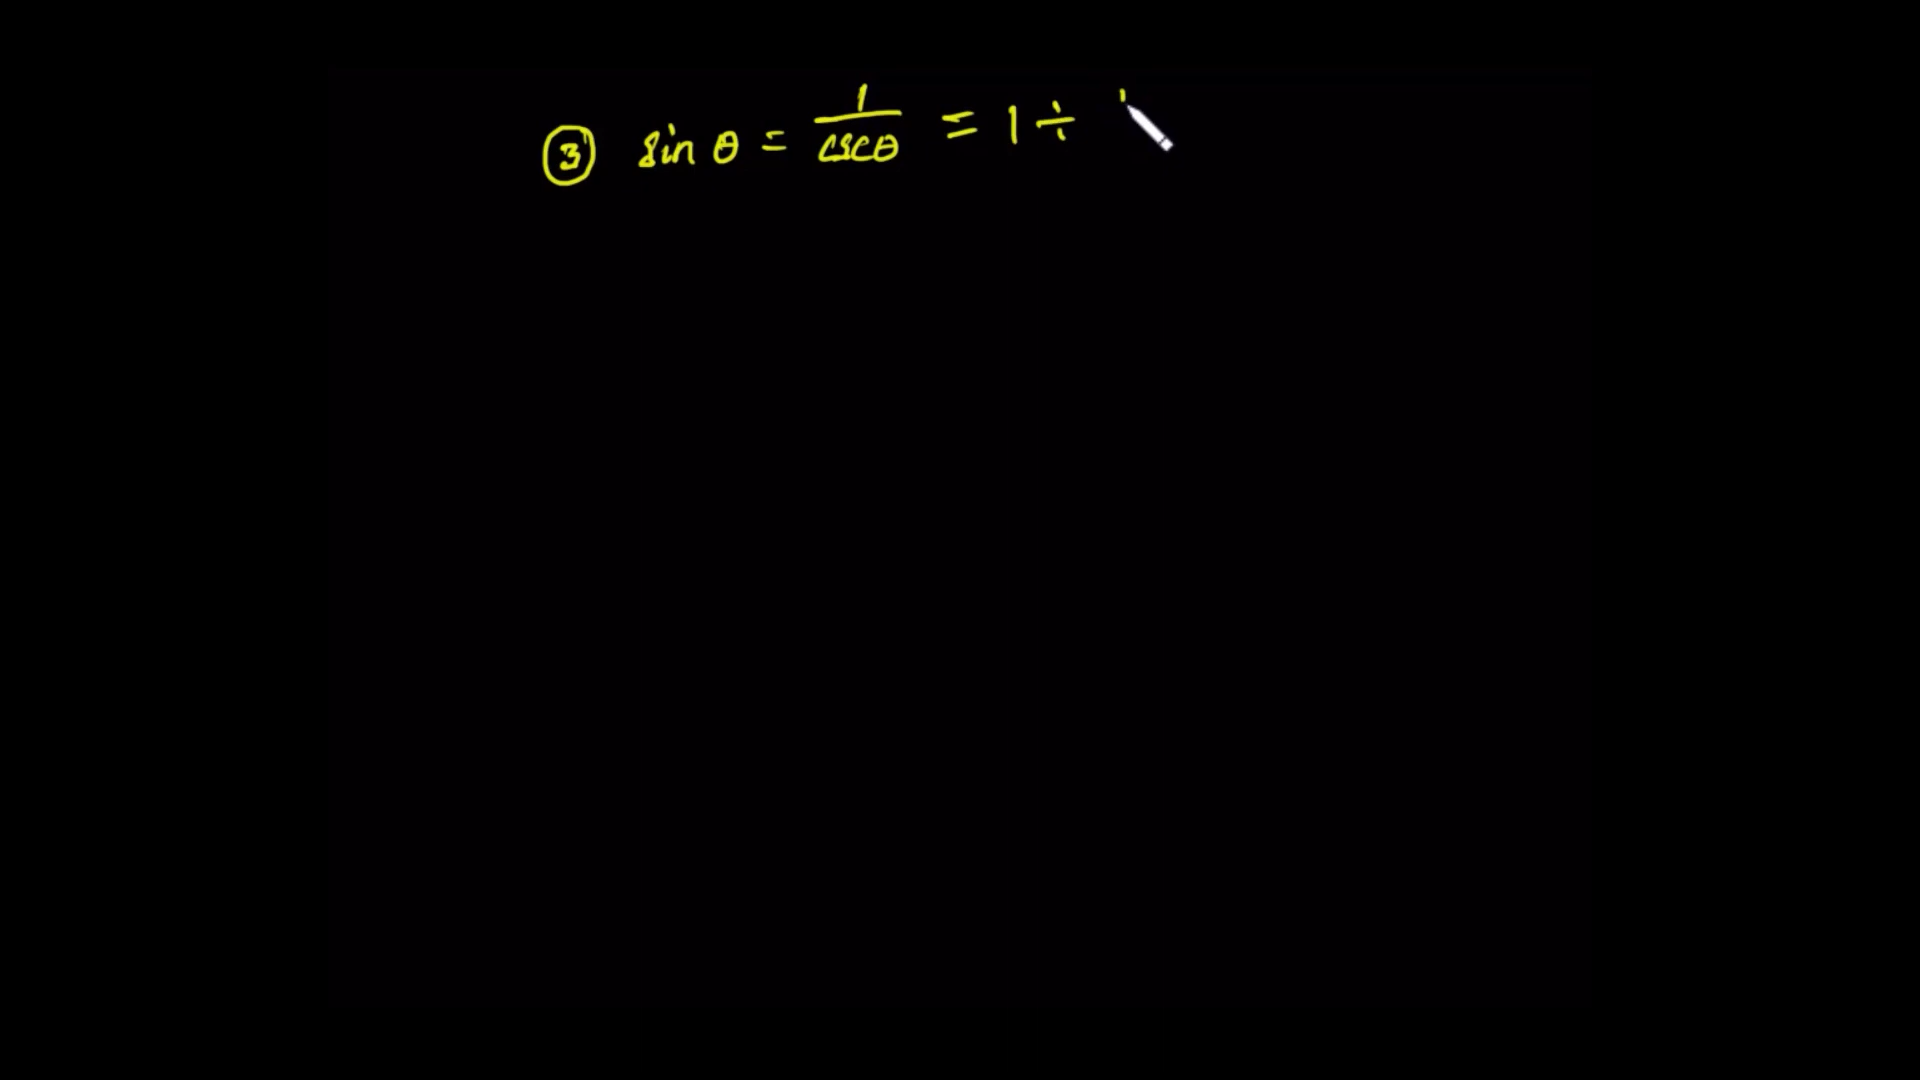 ③ sin θ = 1/cscθ = 1 ÷